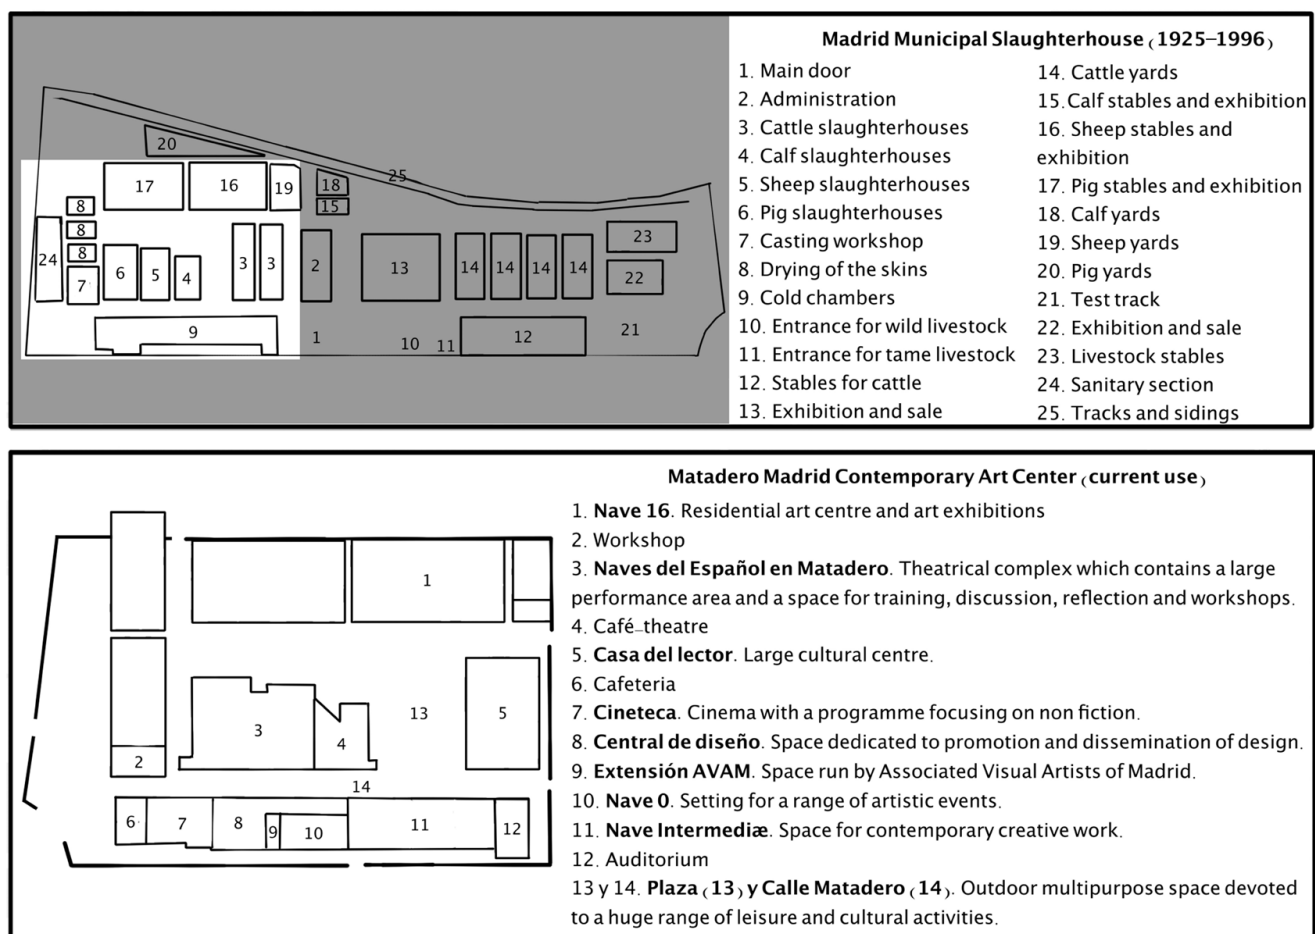 Madrid Municipal Slaughterhouse (1925–1996)
1. Main door
2. Administration
3. Cattle slaughterhouses
4. Calf slaughterhouses
5. Sheep slaughterhouses
6. Pig slaughterhouses
7. Casting workshop
8. Drying of the skins
9. Cold chambers
10. Entrance for wild livestock
11. Entrance for tame livestock
12. Stables for cattle
13. Exhibition and sale
14. Cattle yards
15.Calf stables and exhibition
16. Sheep stables and
exhibition
17. Pig stables and exhibition
18. Calf yards
19. Sheep yards
20. Pig yards
21. Test track
22. Exhibition and sale
23. Livestock stables
24. Sanitary section
25. Tracks and sidings
20
25
17
16
19
18
15
8
8
8
24
7
6
5
4
3
3
2
13
14
14
14
14
23
22
9
1
10
11
12
21
Matadero Madrid Contemporary Art Center (current use)
1. Nave 16. Residential art centre and art exhibitions
2. Workshop
3. Naves del Español en Matadero. Theatrical complex which contains a large
performance area and a space for training, discussion, reflection and workshops.
4. Café-theatre
5. Casa del lector. Large cultural centre.
6. Cafeteria
7. Cineteca. Cinema with a programme focusing on non fiction.
8. Central de diseño. Space dedicated to promotion and dissemination of design.
9. Extensión AVAM. Space run by Associated Visual Artists of Madrid.
10. Nave 0. Setting for a range of artistic events.
11. Nave Intermediæ. Space for contemporary creative work.
12. Auditorium
13 y 14. Plaza (13) y Calle Matadero (14). Outdoor multipurpose space devoted
to a huge range of leisure and cultural activities.
1
3
4
13
5
2
14
6
7
8
9
10
11
12